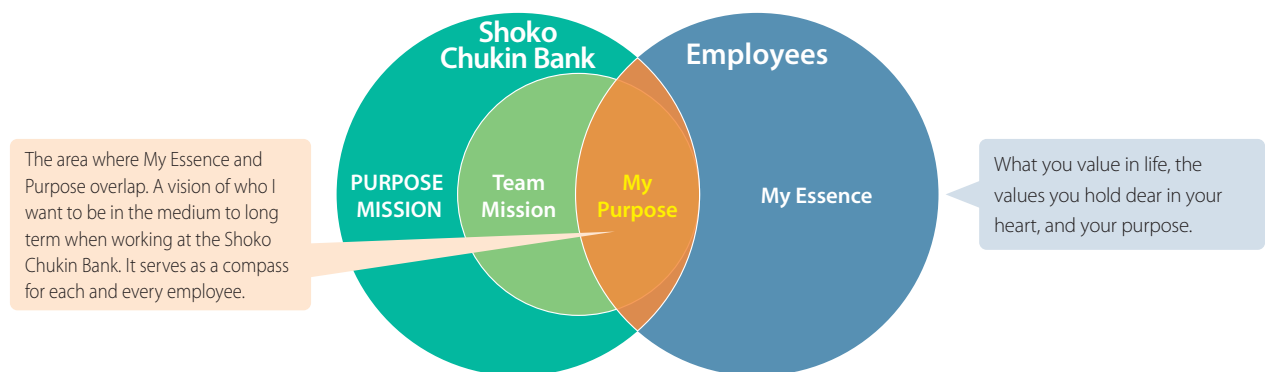 Shoko
Chukin Bank
Employees
The area where My Essence and
Purpose overlap. A vision of who I
want to be in the medium to long
term when working at the Shoko
Chukin Bank. It serves as a compass
for each and every employee.
PURPOSE
MISSION
Team
Mission
My
Purpose
My Essence
What you value in life, the
values you hold dear in your
heart, and your purpose.